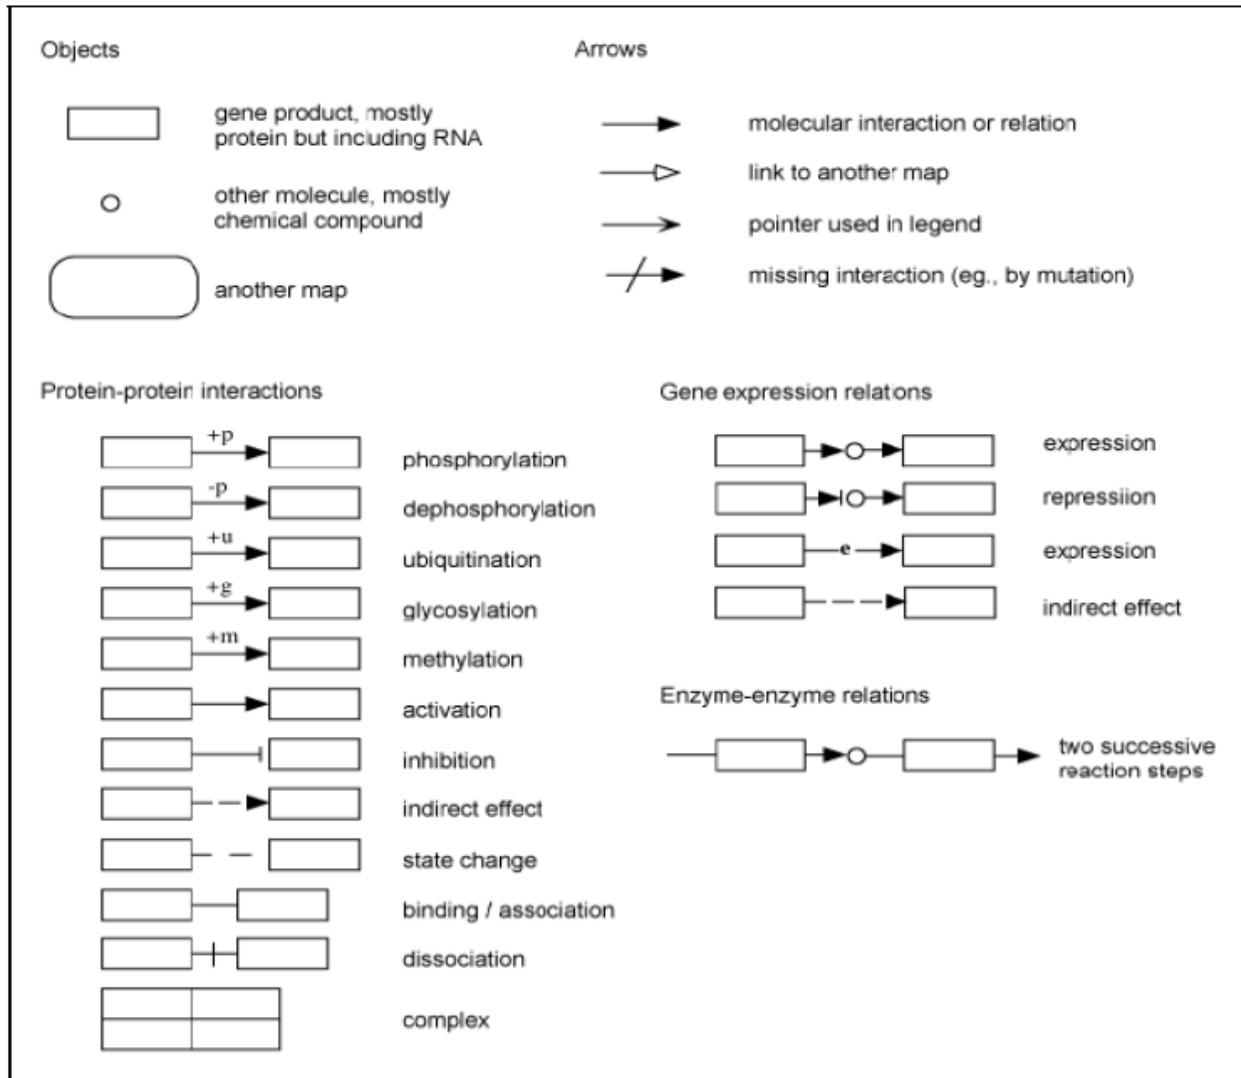 Objects
gene product, mostly
protein but including RNA
other molecule, mostly
chemical compound
another map
Arrows
molecular interaction or relation
link to another map
pointer used in legend
missing interaction (eg., by mutation)
Protein-protein interactions
+p
phosphorylation
-p
dephosphorylation
+u
ubiquitination
+g
glycosylation
+m
methylation
activation
inhibition
indirect effect
state change
binding / association
dissociation
complex
Gene expression relations
expression
repressiion
e
expression
indirect effect
Enzyme-enzyme relations
two successive
reaction steps